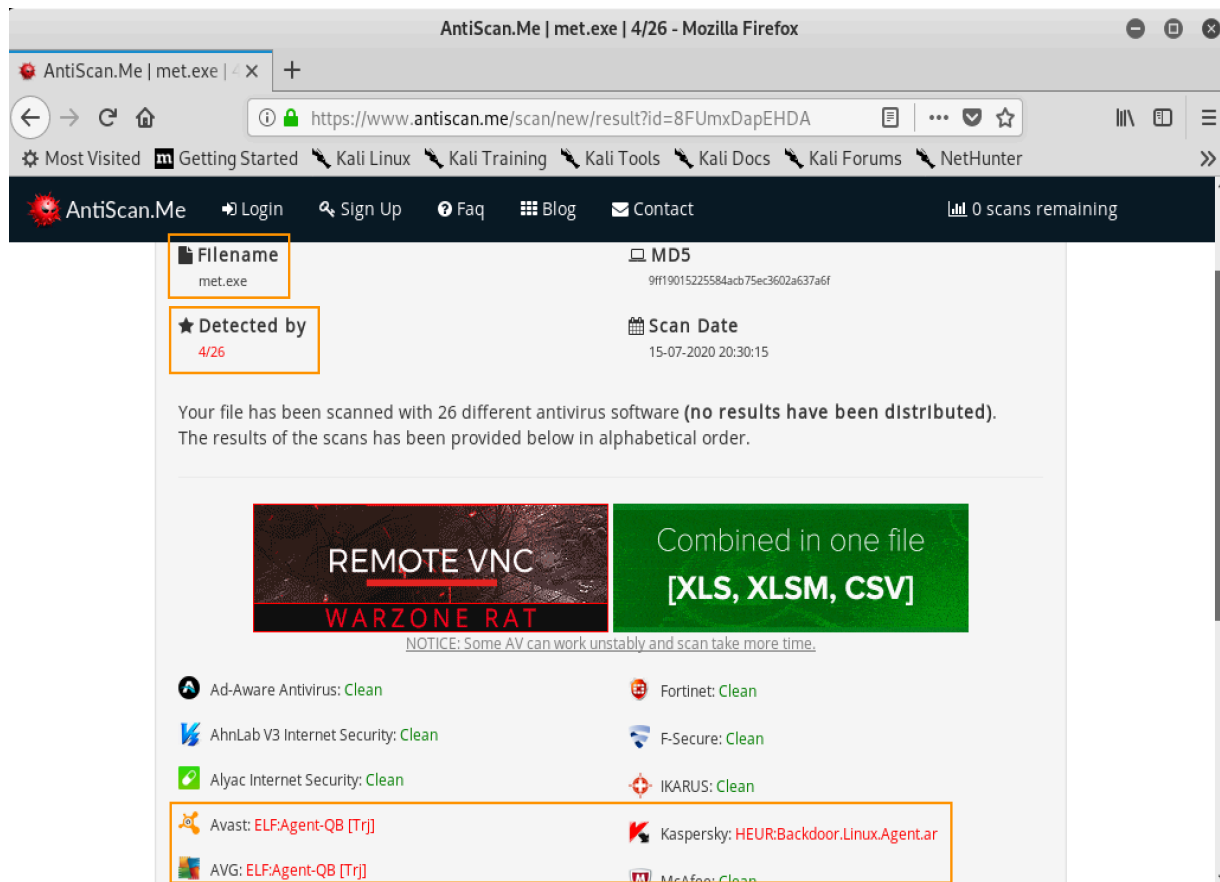 AntiScan.Me | met.exe | 4/26 - Mozilla Firefox
AntiScan.Me | met.exe | 4
https://www.antiscan.me/scan/new/result?id=8FUmxDapEHDA
Most Visited Getting Started Kali Linux Kali Training Kali Tools Kali Docs Kali Forums NetHunter
AntiScan.Me Login Sign Up Faq Blog Contact 0 scans remaining
Filename
met.exe
MD5
9ff19015225584acb75ec3602a637a6f
Detected by
4/26
Scan Date
15-07-2020 20:30:15
Your file has been scanned with 26 different antivirus software (no results have been distributed).
The results of the scans has been provided below in alphabetical order.
REMOTE VNC
WARZONE RAT
Combined in one file
[XLS, XLSM, CSV]
NOTICE: Some AV can work unstably and scan take more time.
Ad-Aware Antivirus: Clean
Fortinet: Clean
AhnLab V3 Internet Security: Clean
F-Secure: Clean
Alyac Internet Security: Clean
IKARUS: Clean
Avast: ELF:Agent-QB [Trj]
Kaspersky: HEUR:Backdoor.Linux.Agent.ar
AVG: ELF:Agent-QB [Trj]
McAfee: Clean